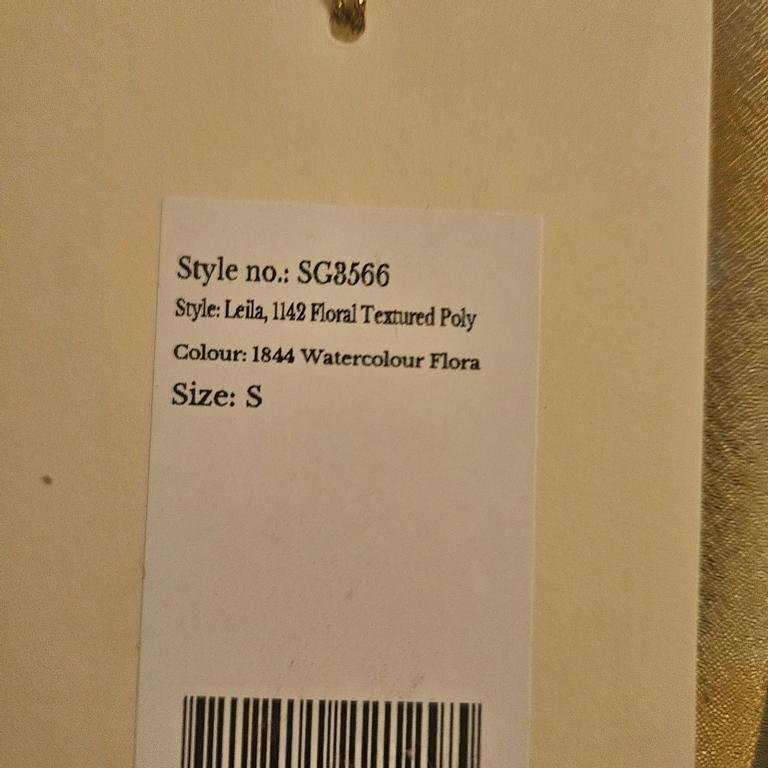 Style no.: SG3566
Style: Leila, 1142 Floral Textured Poly
Colour: 1844 Watercolour Flora
Size: S